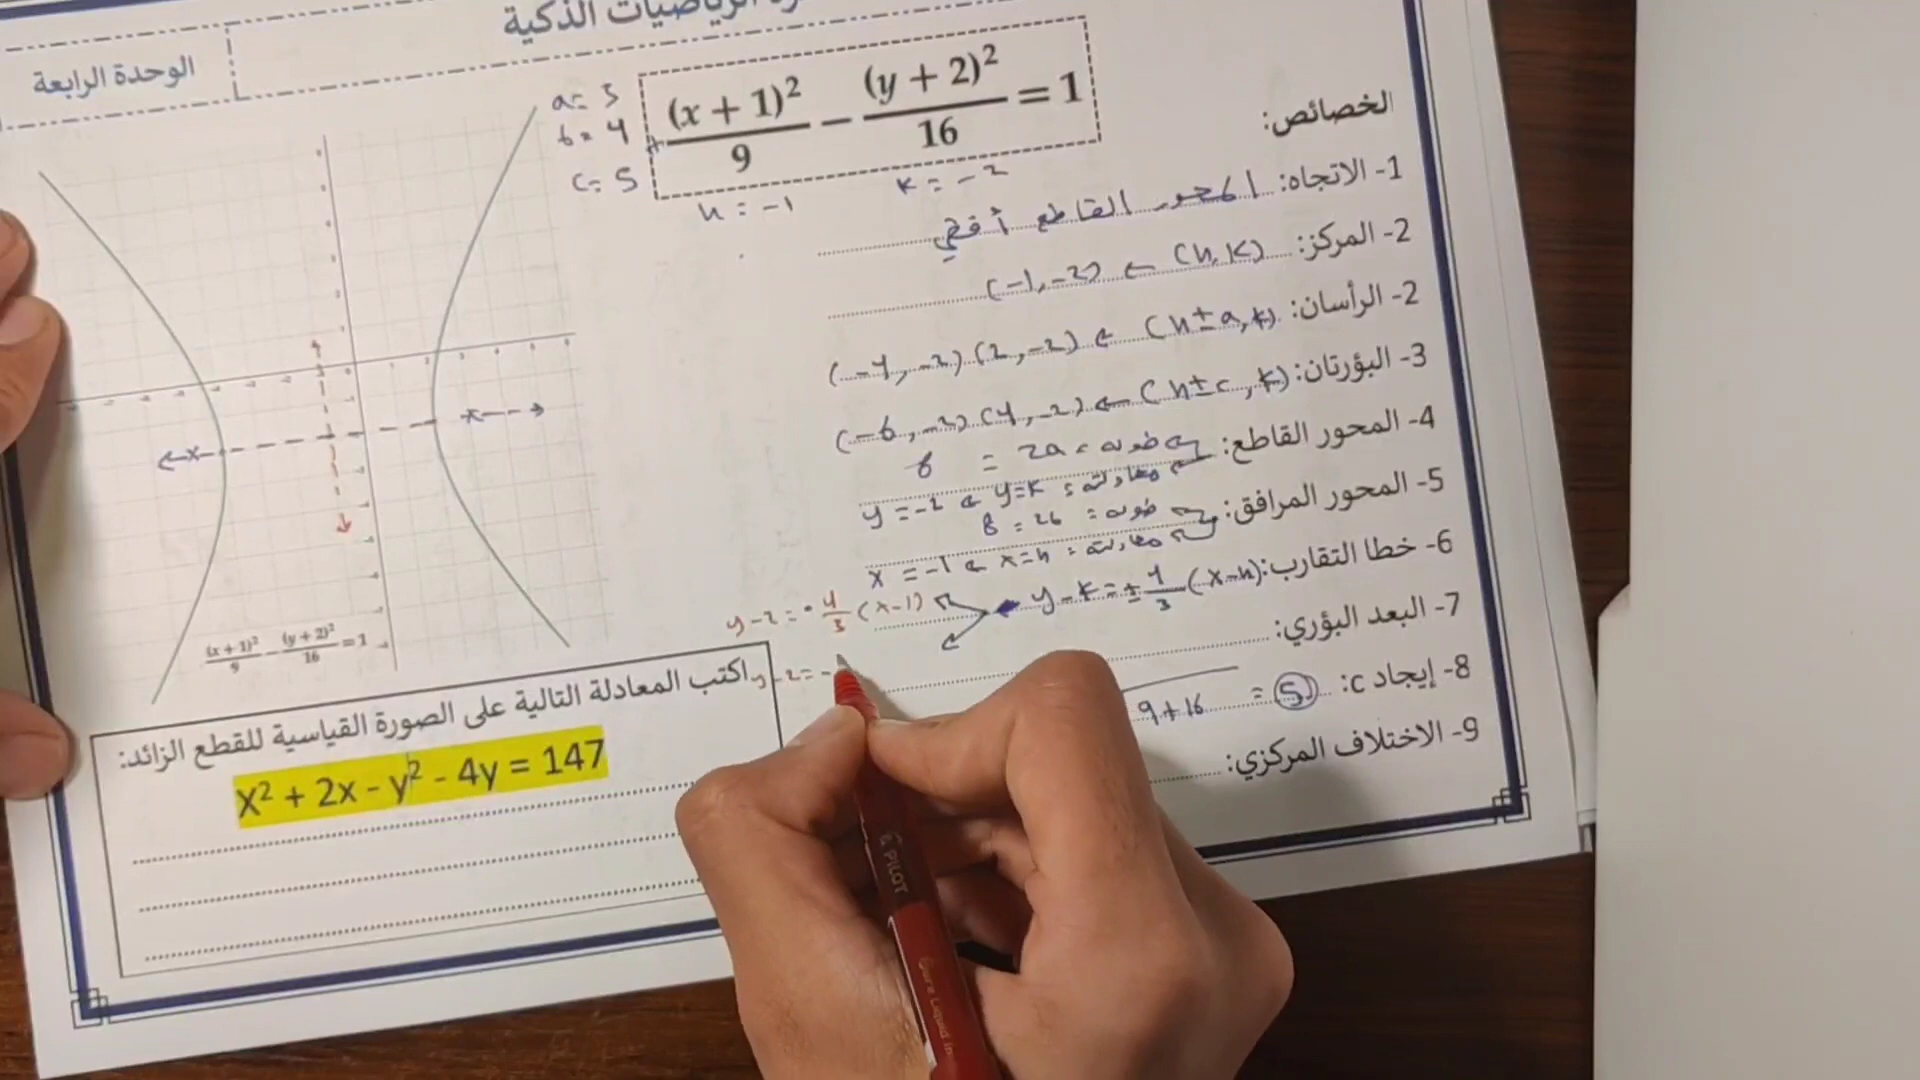 الرياضيات الذكية
الوحدة الرابعة
(x + 1)² / 9 − (y + 2)² / 16 = 1
a = 3
b = 4
c = 5
h = -1
k = -2
الخصائص:
1- الاتجاه: المحور القاطع أفقي
2- المركز: (h, k) ← (-1, -2)
2- الرأسان: (h ± a, k) ← (2, -2) (-4, -2)
3- البؤرتان: (h ± c, k) ← (4, -2) (-6, -2)
4- المحور القاطع: طوله = 2a = 6
معادلته: y = k ← y = -2
5- المحور المرافق: طوله = 2b = 8
معادلته: x = h ← x = -1
6- خطا التقارب: y - k = ± 4/3 (x - h)
y - 2 = 4/3 (x - 1)
y - 2 = -
7- البعد البؤري:
8- إيجاد c: 9 + 16 = 5
9- الاختلاف المركزي:
(x + 1)² / 9 − (y + 2)² / 16 = 1
اكتب المعادلة التالية على الصورة القياسية للقطع الزائد:
x² + 2x - y² - 4y = 147
PILOT